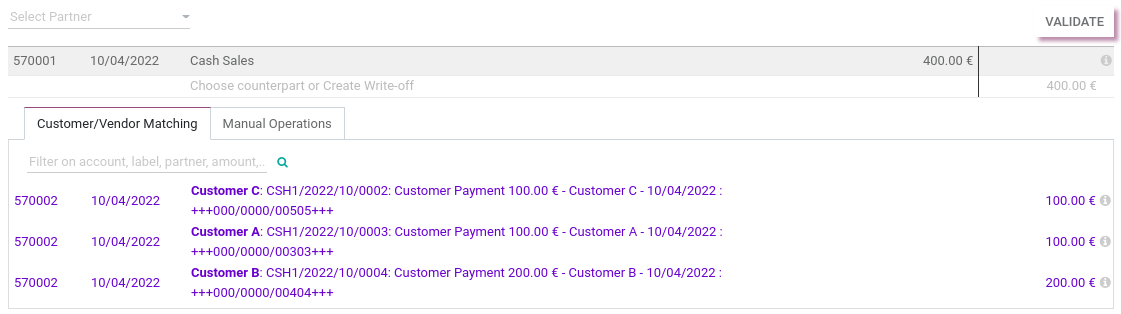 Select Partner
VALIDATE
570001 10/04/2022 Cash Sales 400.00 €
Choose counterpart or Create Write-off 400.00 €
Customer/Vendor Matching Manual Operations
Filter on account, label, partner, amount,..
570002 10/04/2022 Customer C: CSH1/2022/10/0002: Customer Payment 100.00 € - Customer C - 10/04/2022 : 100.00 €
+++000/0000/00505+++
570002 10/04/2022 Customer A: CSH1/2022/10/0003: Customer Payment 100.00 € - Customer A - 10/04/2022 : 100.00 €
+++000/0000/00303+++
570002 10/04/2022 Customer B: CSH1/2022/10/0004: Customer Payment 200.00 € - Customer B - 10/04/2022 : 200.00 €
+++000/0000/00404+++